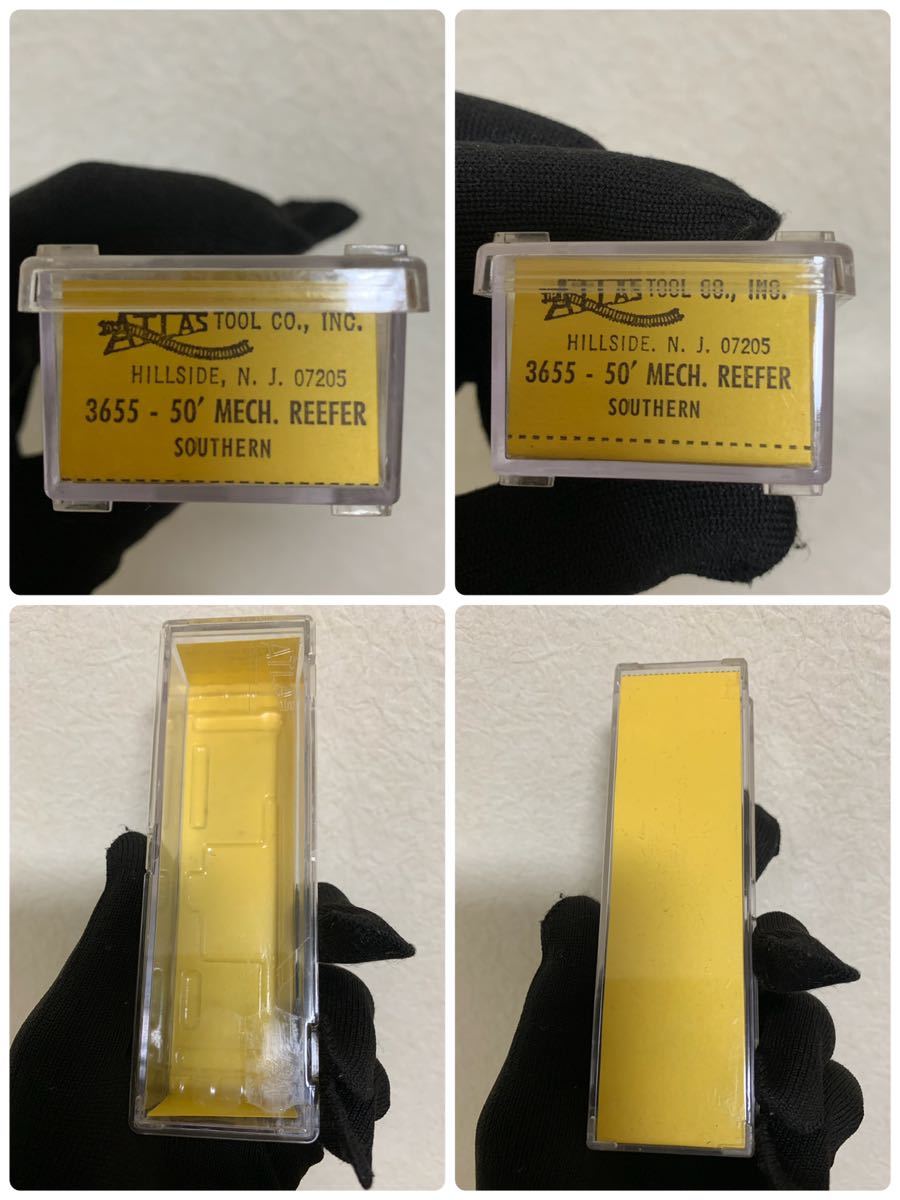 ATLAS TOOL CO., INC.
HILLSIDE, N. J. 07205
3655 - 50' MECH. REEFER
SOUTHERN
ATLAS TOOL CO., INC.
HILLSIDE, N. J. 07205
3655 - 50' MECH. REEFER
SOUTHERN